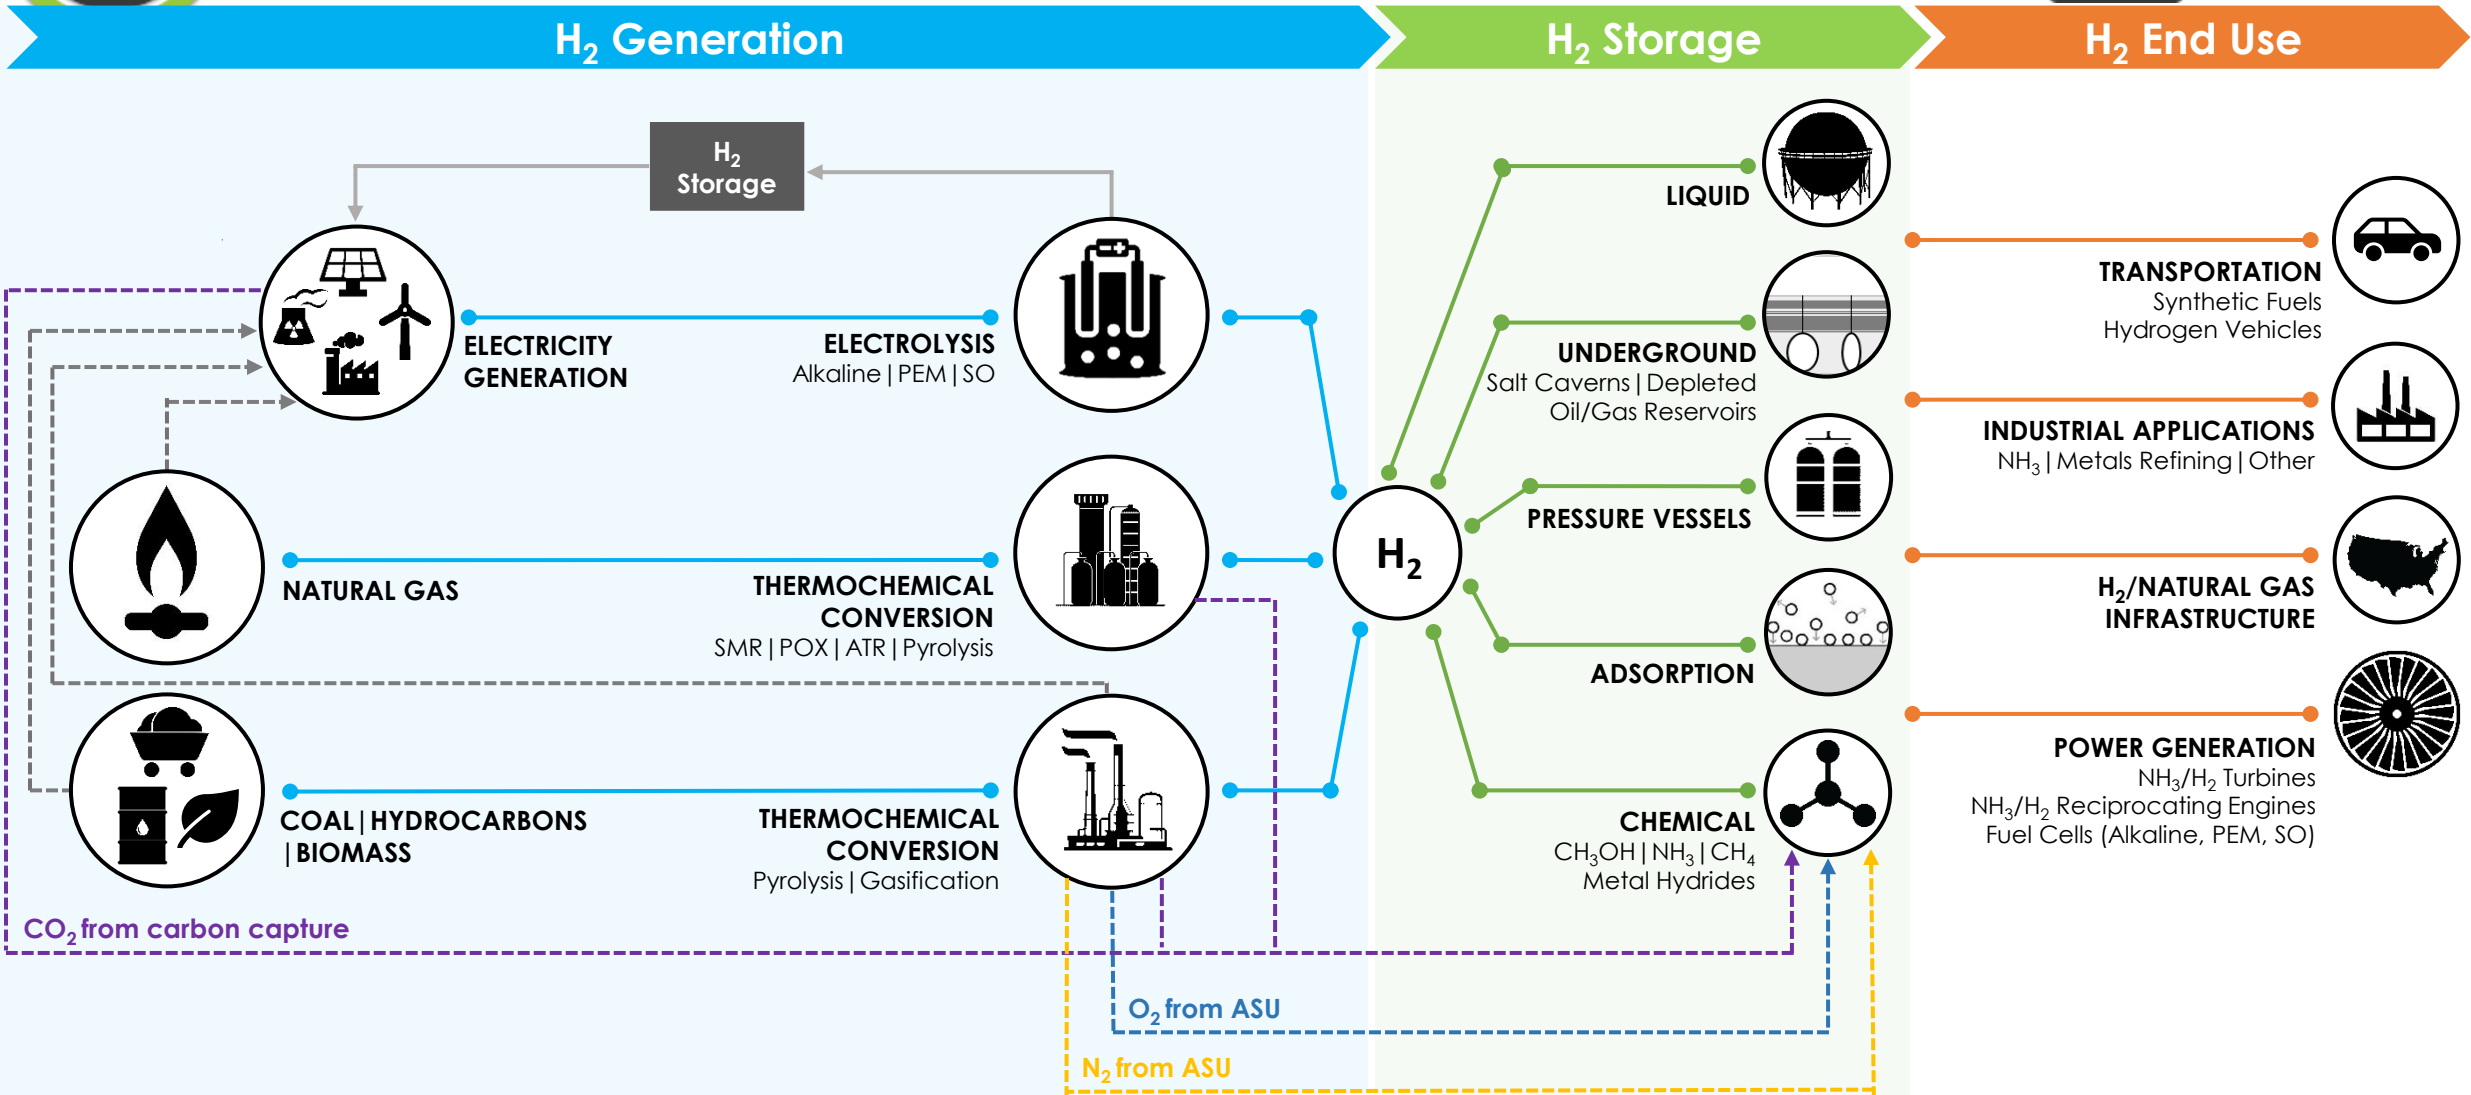 H₂ Generation
H₂ Storage
H₂ End Use
H₂
Storage
ELECTRICITY
GENERATION
ELECTROLYSIS
Alkaline|PEM|SO
NATURAL GAS
THERMOCHEMICAL
CONVERSION
SMR|POX|ATR|Pyrolysis
COAL|HYDROCARBONS
|BIOMASS
THERMOCHEMICAL
CONVERSION
Pyrolysis|Gasification
CO₂ from carbon capture
O₂ from ASU
N₂ from ASU
H₂
LIQUID
UNDERGROUND
Salt Caverns|Depleted
Oil/Gas Reservoirs
PRESSURE VESSELS
ADSORPTION
CHEMICAL
CH₃OH|NH₃|CH₄
Metal Hydrides
TRANSPORTATION
Synthetic Fuels
Hydrogen Vehicles
INDUSTRIAL APPLICATIONS
NH₃|Metals Refining|Other
H₂/NATURAL GAS
INFRASTRUCTURE
POWER GENERATION
NH₃/H₂ Turbines
NH₃/H₂ Reciprocating Engines
Fuel Cells (Alkaline, PEM, SO)